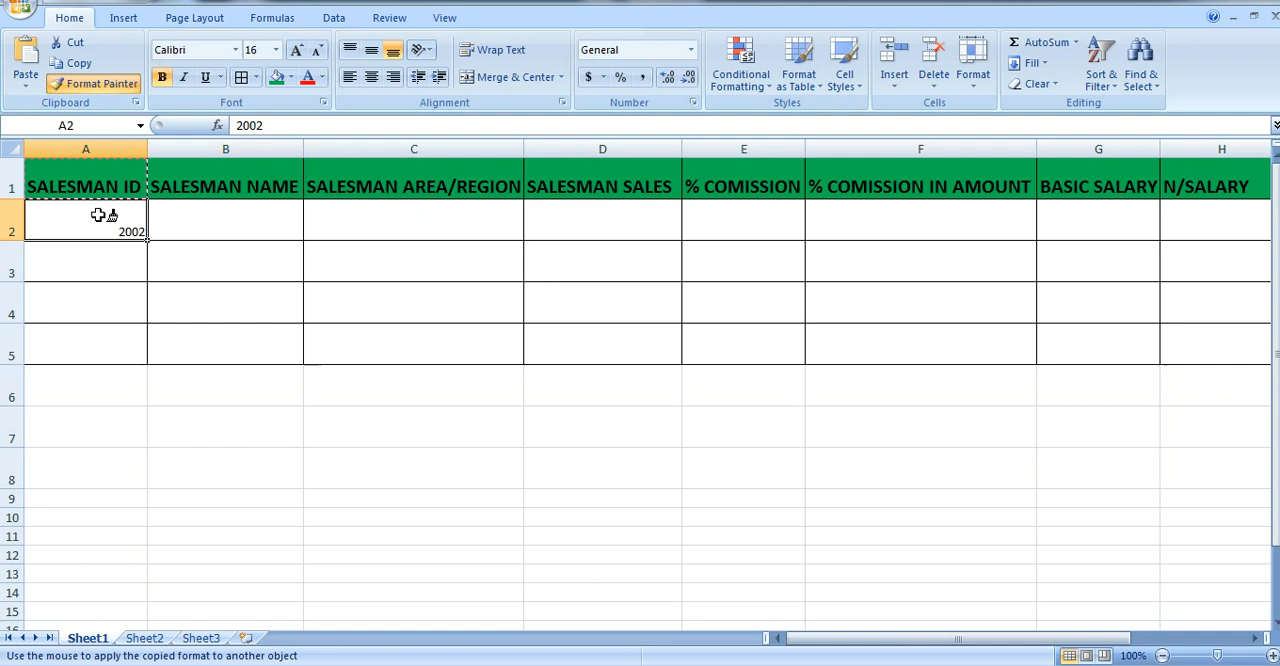 Home Insert Page Layout Formulas Data Review View
Paste
Cut
Copy
Format Painter
Clipboard
Calibri 16 A A
B I U A
Font
Wrap Text
Merge & Center
Alignment
General
$ % , .0 .00 .00 .0
Number
Conditional Formatting
Format as Table
Cell Styles
Styles
Insert Delete Format
Cells
Σ AutoSum
Fill
Clear
Sort & Filter
Find & Select
Editing
A2 fx 2002
A B C D E F G H
1 SALESMAN ID SALESMAN NAME SALESMAN AREA/REGION SALESMAN SALES % COMISSION % COMISSION IN AMOUNT BASIC SALARY N/SALARY
2 2002
3
4
5
6
7
8
9
10
11
12
13
14
15
Sheet1 Sheet2 Sheet3
Use the mouse to apply the copied format to another object 100%